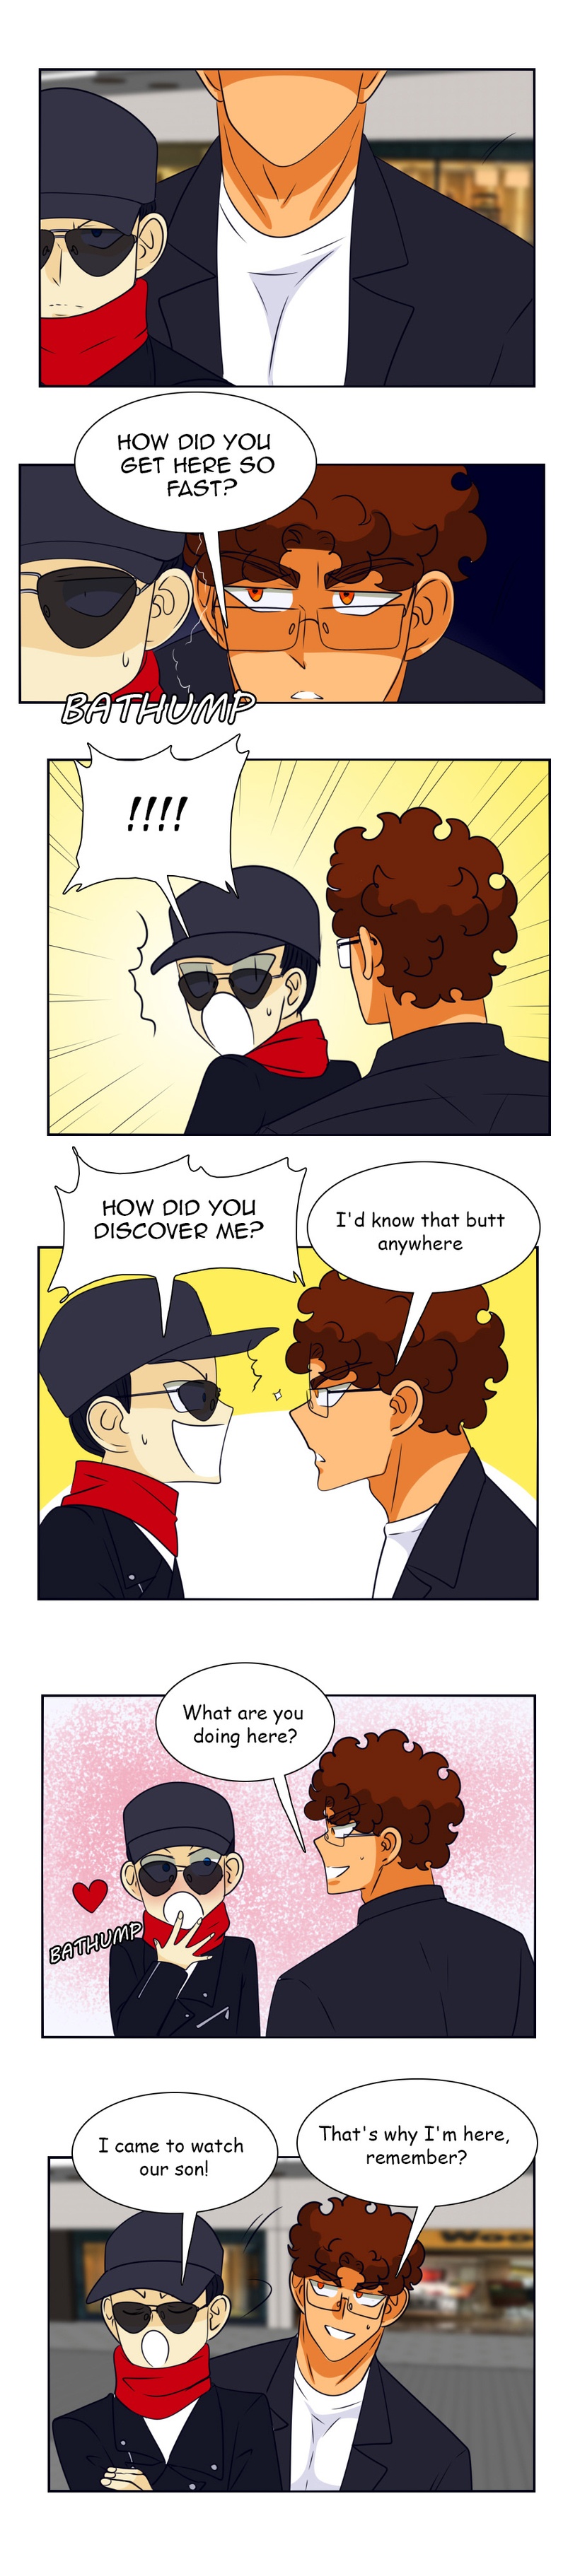 HOW DID YOU
GET HERE SO
FAST?
BATHUMP
!!!!
HOW DID YOU
DISCOVER ME?
I'd know that butt
anywhere
What are you
doing here?
BATHUMP
I came to watch
our son!
That's why I'm here,
remember?